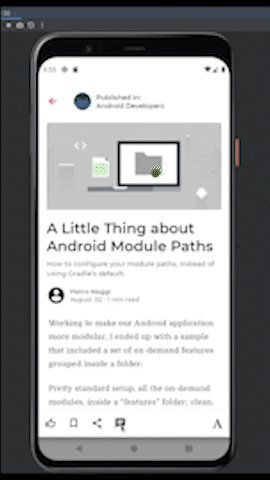 Published in:
Android Developers
A Little Thing about
Android Module Paths
How to configure your module paths, instead of
using Gradle's default.
Pietro Maggi
August 02 · 1 min read
Working to make our Android application
more modular, I ended up with a sample
that included a set of on-demand features
grouped inside a folder:
Pretty standard setup, all the on-demand
modules, inside a "features" folder; clean.
A